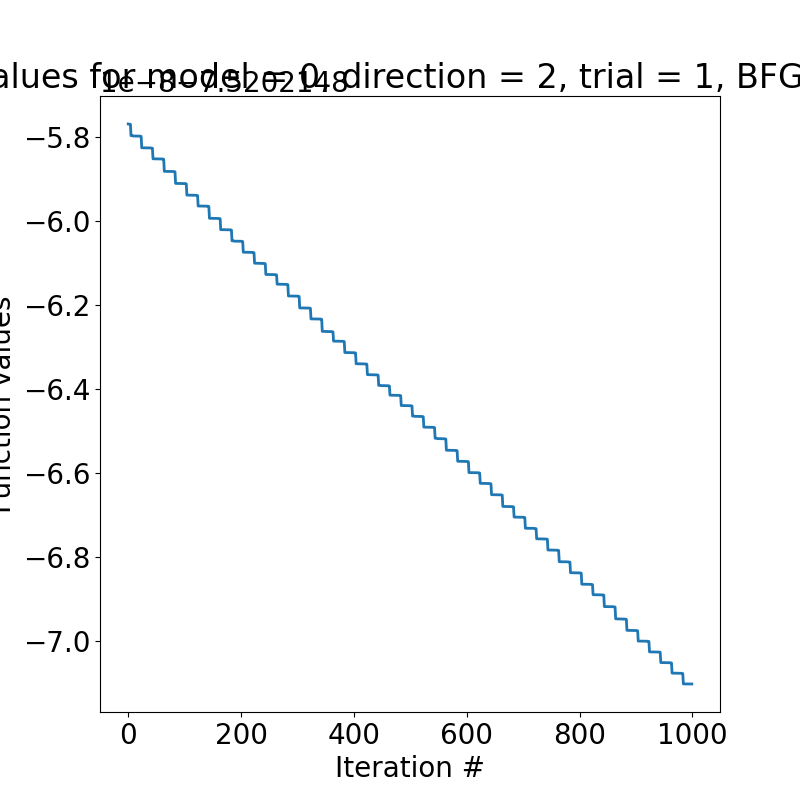 alues for model = 0, direction = 2, trial = 1, BFG
1e−8−7.5202148
−5.8
−6.0
−6.2
−6.4
−6.6
−6.8
−7.0
Function values
0 200 400 600 800 1000
Iteration #